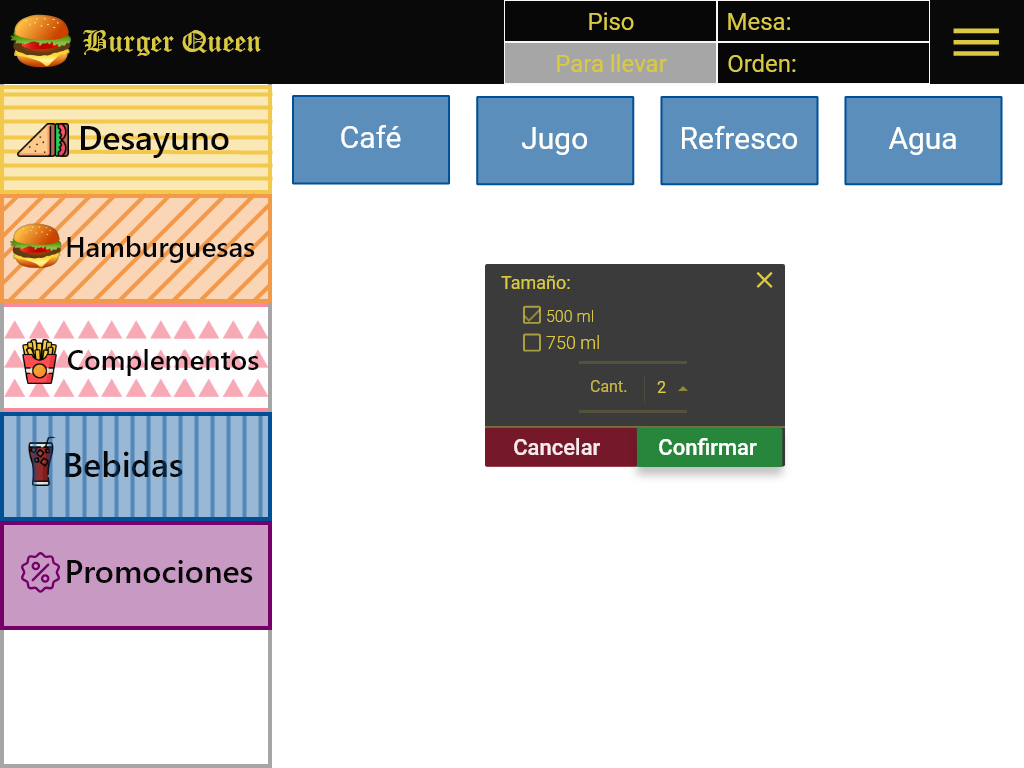 Burger Queen
Piso
Mesa:
Para llevar
Orden:
Desayuno
Hamburguesas
Complementos
Bebidas
Promociones
Café
Jugo
Refresco
Agua
Tamaño:
500 ml
750 ml
Cant. 2
Cancelar
Confirmar